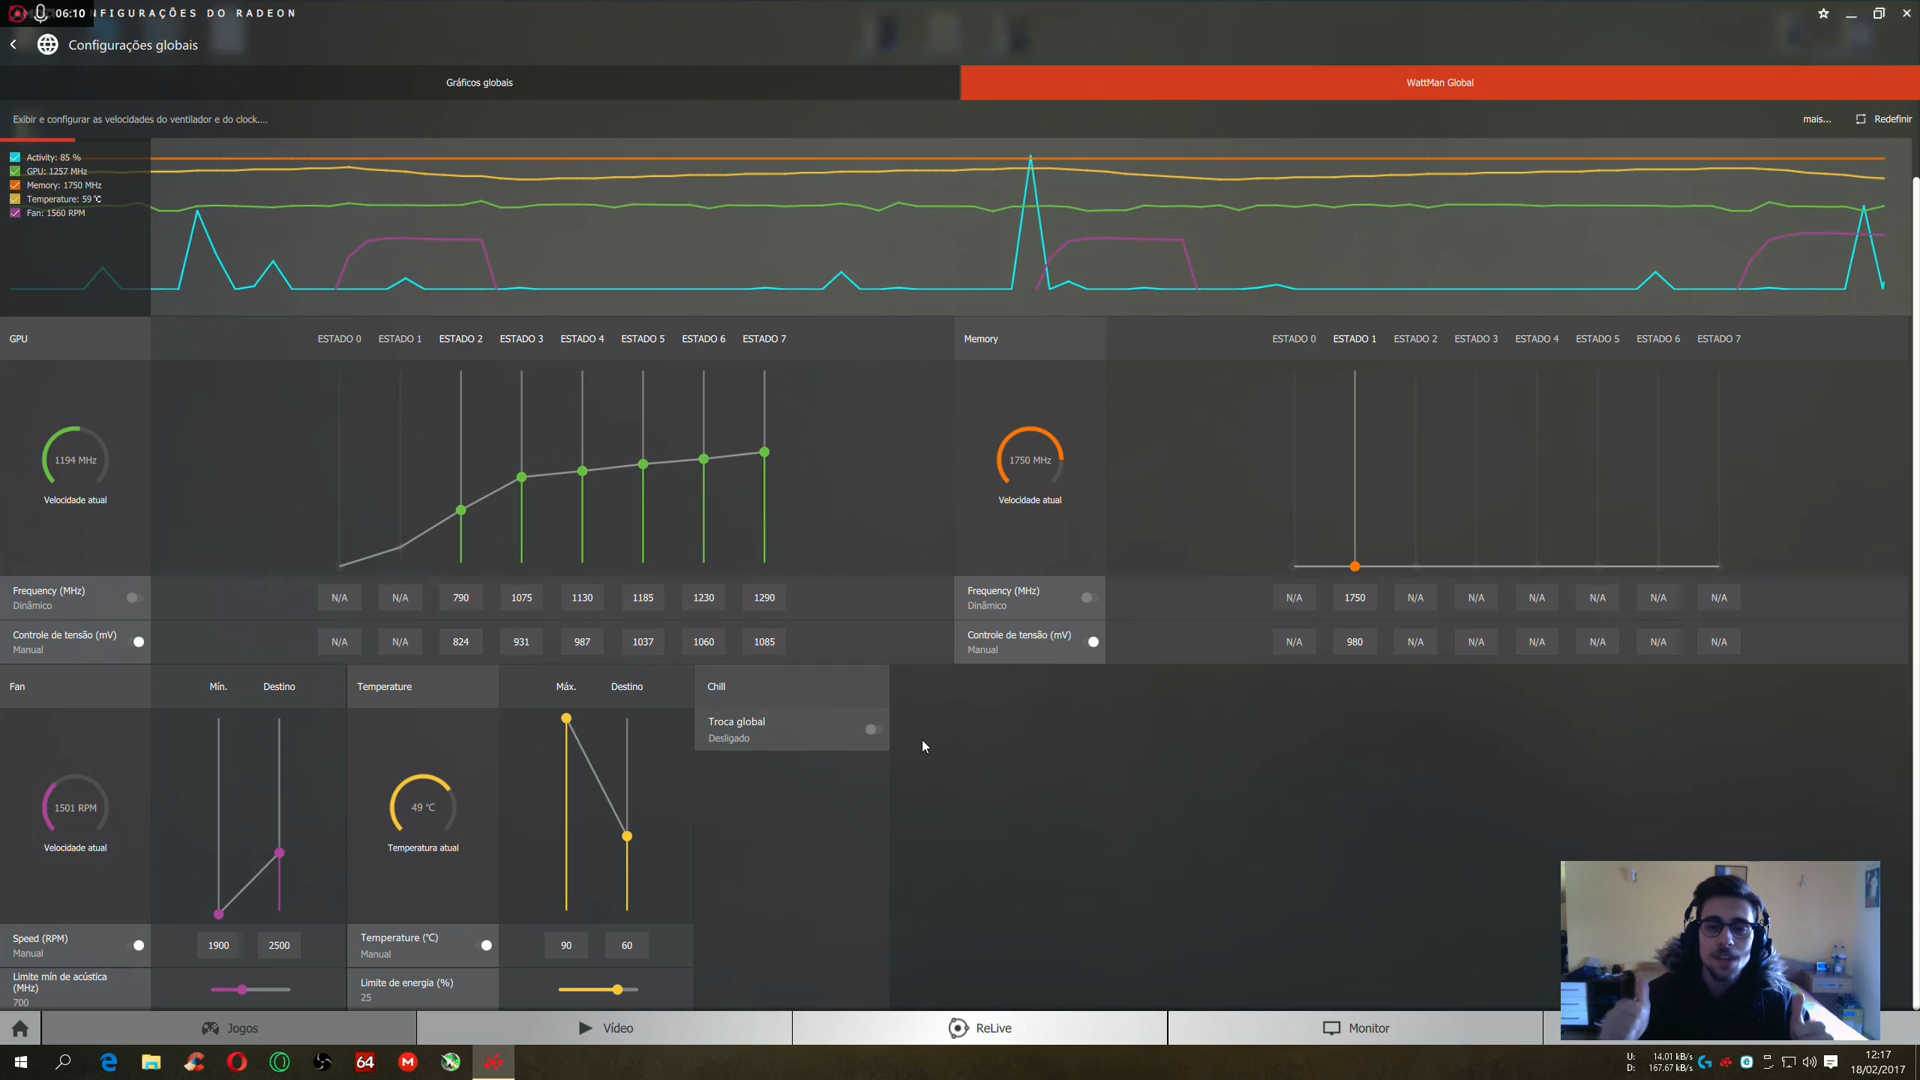 06:10
NFIGURAÇÕES DO RADEON
Configurações globais
Gráficos globais
WattMan Global
Exibir e configurar as velocidades do ventilador e do clock....
mais...
Redefinir
Activity: 85 %
GPU: 1257 MHz
Memory: 1750 MHz
Temperature: 59 ℃
Fan: 1560 RPM
GPU
ESTADO 0 ESTADO 1 ESTADO 2 ESTADO 3 ESTADO 4 ESTADO 5 ESTADO 6 ESTADO 7
1194 MHz
Velocidade atual
Frequency (MHz)
Dinâmico
N/A N/A 790 1075 1130 1185 1230 1290
Controle de tensão (mV)
Manual
N/A N/A 824 931 987 1037 1060 1085
Memory
ESTADO 0 ESTADO 1 ESTADO 2 ESTADO 3 ESTADO 4 ESTADO 5 ESTADO 6 ESTADO 7
1750 MHz
Velocidade atual
Frequency (MHz)
Dinâmico
N/A 1750 N/A N/A N/A N/A N/A N/A
Controle de tensão (mV)
Manual
N/A 980 N/A N/A N/A N/A N/A N/A
Fan
Mín. Destino
1501 RPM
Velocidade atual
Speed (RPM)
Manual
1900 2500
Limite mín de acústica
(MHz)
700
Temperature
Máx. Destino
49 ℃
Temperatura atual
Temperature (℃)
Manual
90 60
Limite de energia (%)
25
Chill
Troca global
Desligado
Jogos
Vídeo
ReLive
Monitor
64
M
U: 14.01 kB/s
D: 167.67 kB/s
12:17
18/02/2017